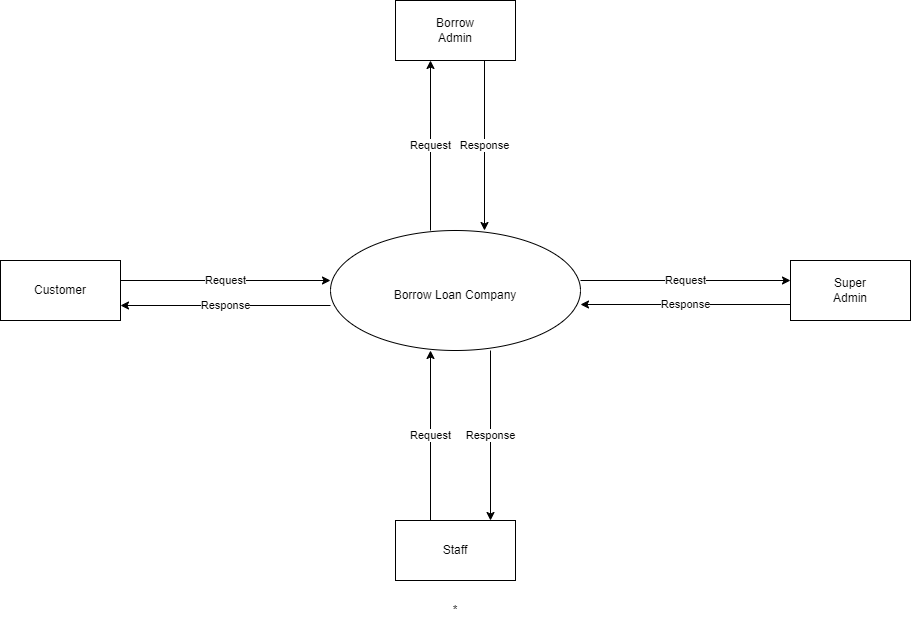 Borrow
Admin
Request Response
Customer
Request
Response
Borrow Loan Company
Request
Response
Super
Admin
Request Response
Staff
*